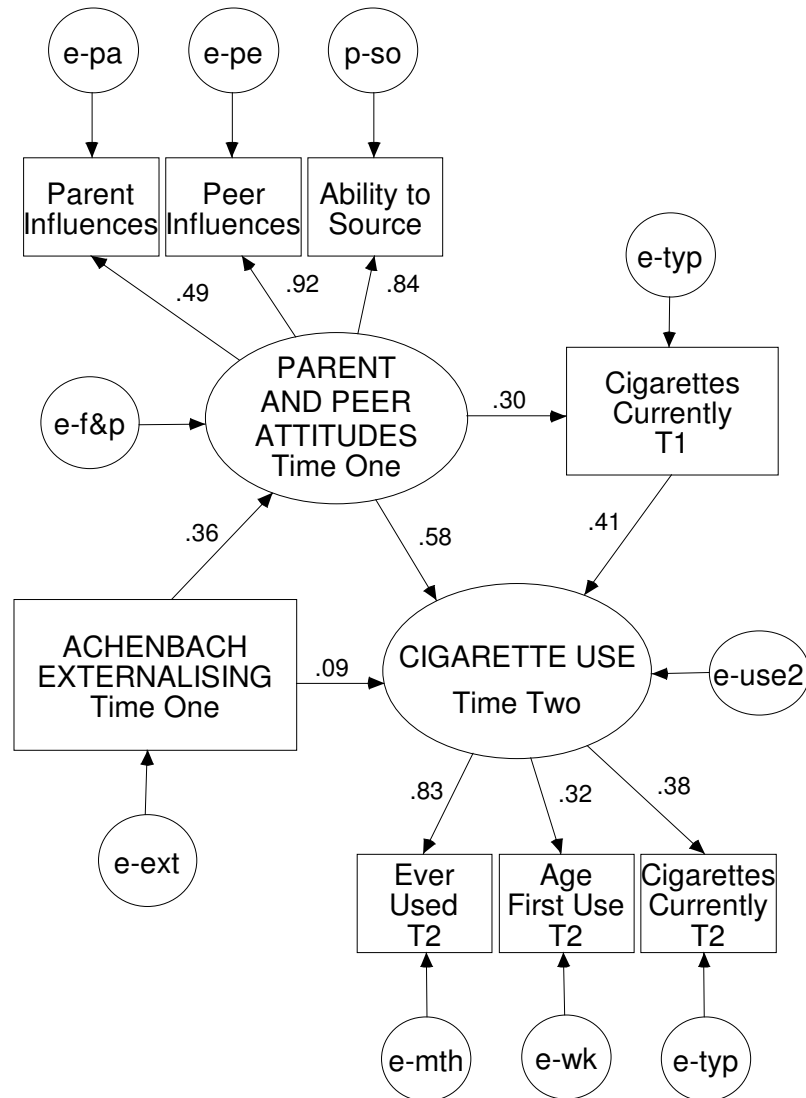 e-pa
e-pe
p-so
Parent
Influences
Peer
Influences
Ability to
Source
.49
.92
.84
e-typ
PARENT
AND PEER
ATTITUDES
Time One
e-f&p
.30
Cigarettes
Currently
T1
.36
.58
.41
ACHENBACH
EXTERNALISING
Time One
.09
CIGARETTE USE
Time Two
e-use2
.83
.32
.38
e-ext
Ever
Used
T2
Age
First Use
T2
Cigarettes
Currently
T2
e-mth
e-wk
e-typ